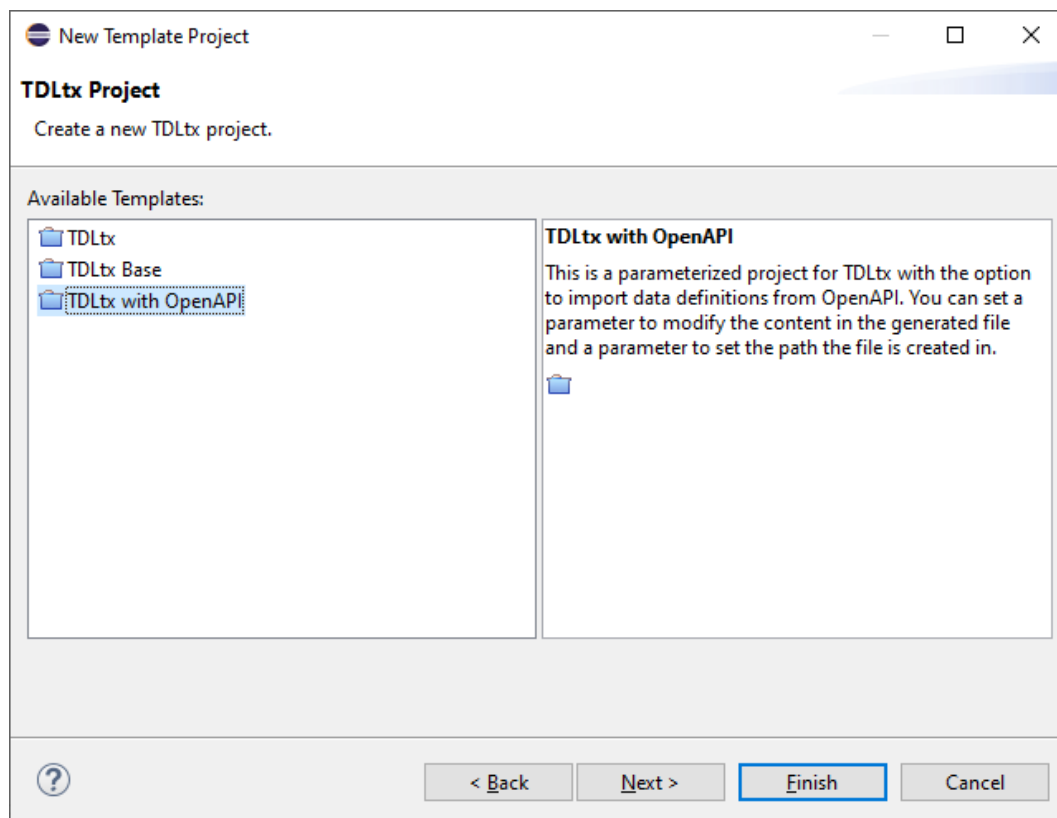 New Template Project
TDLtx Project
Create a new TDLtx project.
Available Templates:
TDLtx
TDLtx Base
TDLtx with OpenAPI
TDLtx with OpenAPI
This is a parameterized project for TDLtx with the option
to import data definitions from OpenAPI. You can set a
parameter to modify the content in the generated file
and a parameter to set the path the file is created in.
?
< Back
Next >
Finish
Cancel